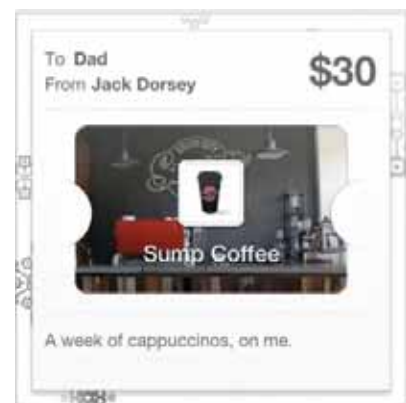 To Dad
$30
From Jack Dorsey
Sump Coffee
A week of cappuccinos, on me.